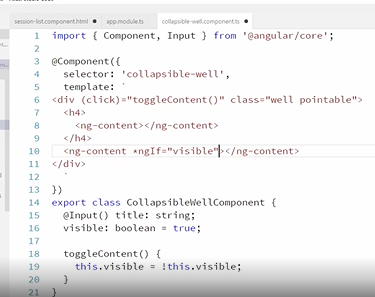 session-list.component.html app.module.ts collapsible-well.component.ts
1 import { Component, Input } from '@angular/core';
2
3 @Component({
4 selector: 'collapsible-well',
5 template: `
6 <div (click)="toggleContent()" class="well pointable">
7 <h4>
8 <ng-content></ng-content>
9 </h4>
10 <ng-content *ngIf="visible"></ng-content>
11 </div>
12 `
13 })
14 export class CollapsibleWellComponent {
15 @Input() title: string;
16 visible: boolean = true;
17
18 toggleContent() {
19 this.visible = !this.visible;
20 }
21 }